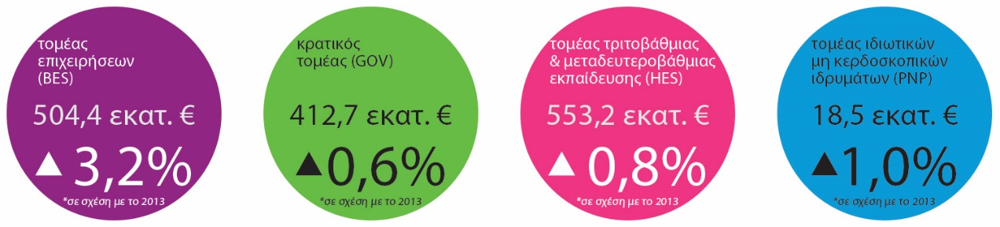 τομέας
επιχειρήσεων
(BES)
504,4 εκατ. €
▲ 3,2%
*σε σχέση με το 2013
κρατικός
τομέας (GOV)
412,7 εκατ. €
▲0,6%
*σε σχέση με το 2013
τομέας τριτοβάθμιας
& μεταδευτεροβάθμιας
εκπαίδευσης (HES)
553,2 εκατ. €
▲ 0,8%
*σε σχέση με το 2013
τομέας ιδιωτικών
μη κερδοσκοπικών
ιδρυμάτων (PNP)
18,5 εκατ. €
▲1,0%
*σε σχέση με το 2013